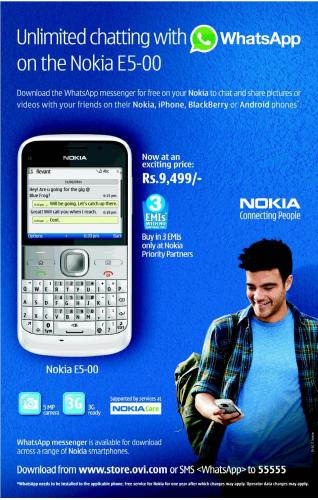 Unlimited chatting with WhatsApp
on the Nokia E5-00
Download the WhatsApp messenger for free on your Nokia to chat and share pictures or
videos with your friends on their Nokia, iPhone, BlackBerry or Android phones*.
NOKIA
Revant
Hey! Are u going for the gig @
Blue Frog?
Will be going. Let's catch up there.
Great! Will call you when I reach.
Cool.
Options
Back
Now at an
exciting price:
Rs.9,499/-
3
EMIs
WITH NO
Buy in 3 EMIs
only at Nokia
Priority Partners
NOKIA
Connecting People
Nokia E5-00
5 MP
camera
3G
3G
ready
Supported by services at
NOKIA Care
WhatsApp messenger is available for download
across a range of Nokia smartphones.
Download from www.store.ovi.com or SMS <WhatsApp> to 55555
*WhatsApp needs to be installed to the applicable phone. Free service for Nokia for one year after which changes may apply. Operator data changes may apply.